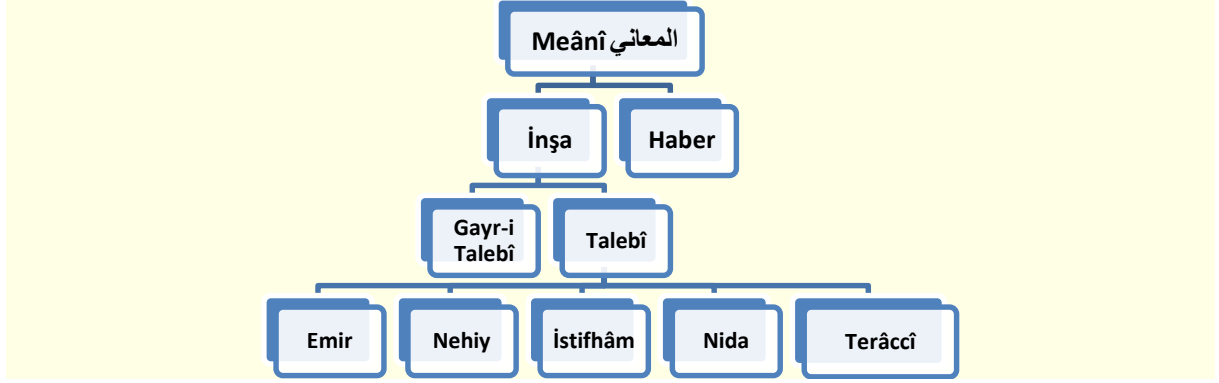 Meânî المعاني
İnşa
Haber
Gayr-i
Talebî
Talebî
Emir
Nehiy
İstifhâm
Nida
Terâccî